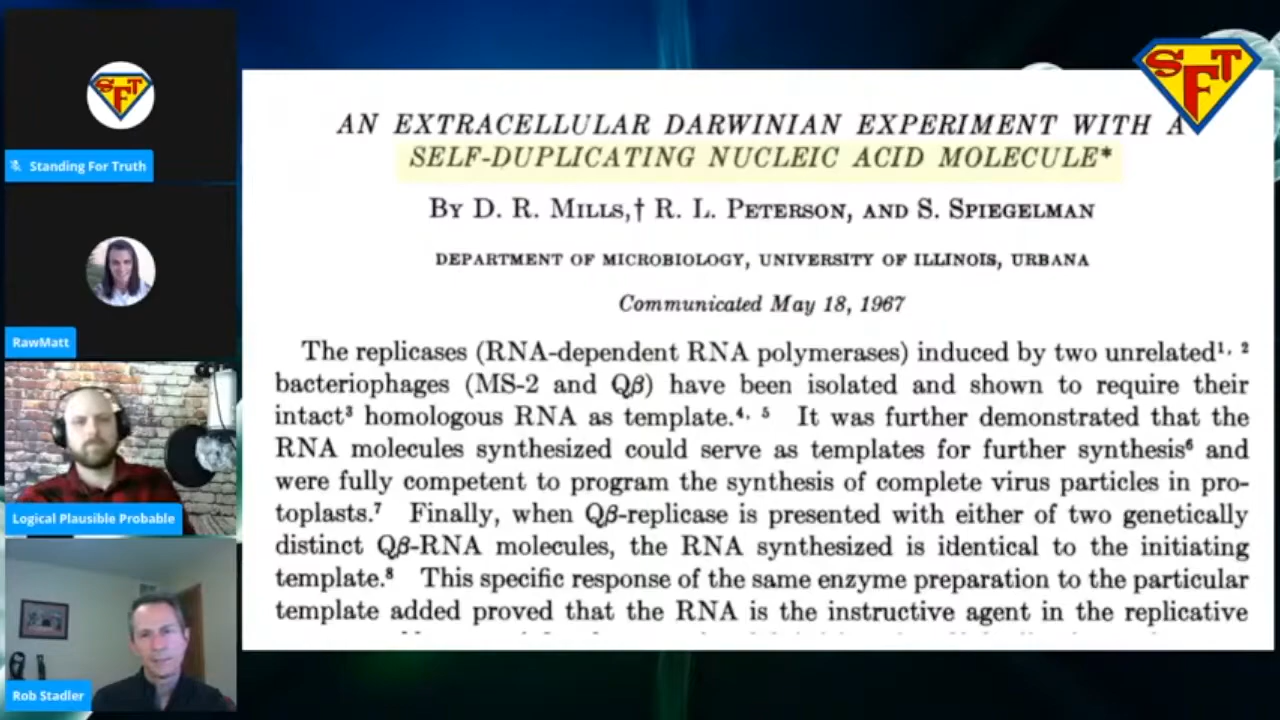 SFT
Standing For Truth
RawMatt
Logical Plausible Probable
Rob Stadler
SFT
AN EXTRACELLULAR DARWINIAN EXPERIMENT WITH A
SELF-DUPLICATING NUCLEIC ACID MOLECULE*
BY D. R. MILLS,† R. L. PETERSON, AND S. SPIEGELMAN
DEPARTMENT OF MICROBIOLOGY, UNIVERSITY OF ILLINOIS, URBANA
Communicated May 18, 1967
The replicases (RNA-dependent RNA polymerases) induced by two unrelated¹, ²
bacteriophages (MS-2 and Qβ) have been isolated and shown to require their
intact³ homologous RNA as template.⁴, ⁵ It was further demonstrated that the
RNA molecules synthesized could serve as templates for further synthesis⁶ and
were fully competent to program the synthesis of complete virus particles in pro-
toplasts.⁷ Finally, when Qβ-replicase is presented with either of two genetically
distinct Qβ-RNA molecules, the RNA synthesized is identical to the initiating
template.⁸ This specific response of the same enzyme preparation to the particular
template added proved that the RNA is the instructive agent in the replicative